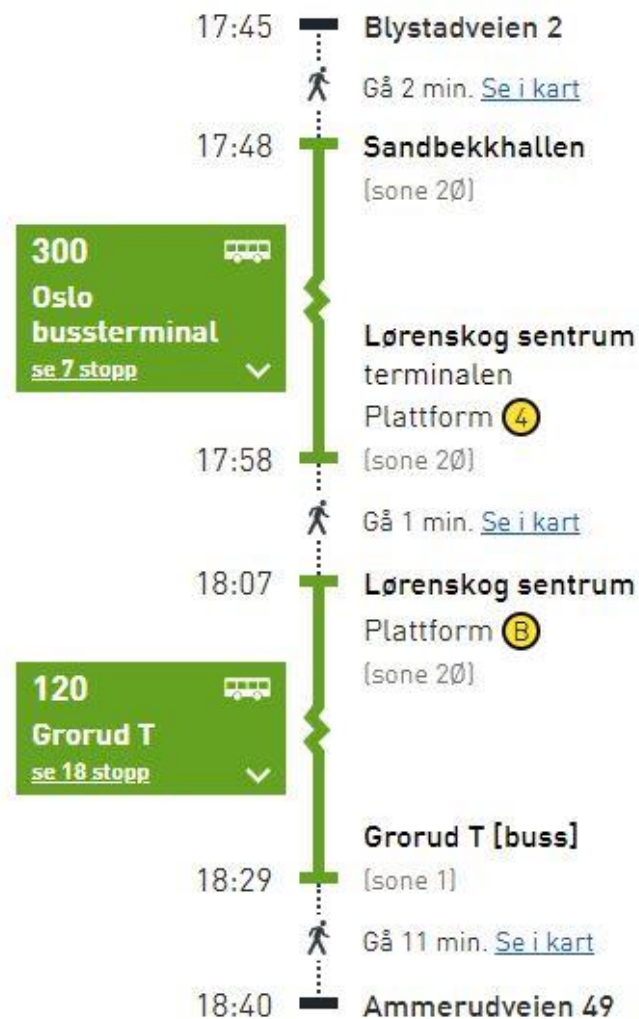 17:45 Blystadveien 2
Gå 2 min. Se i kart
17:48 Sandbekkhallen
(sone 2Ø)
300
Oslo
bussterminal
se 7 stopp
Lørenskog sentrum
terminalen
Plattform 4
17:58 (sone 2Ø)
Gå 1 min. Se i kart
18:07 Lørenskog sentrum
Plattform B
(sone 2Ø)
120
Grorud T
se 18 stopp
Grorud T [buss]
18:29 (sone 1)
Gå 11 min. Se i kart
18:40 Ammerudveien 49